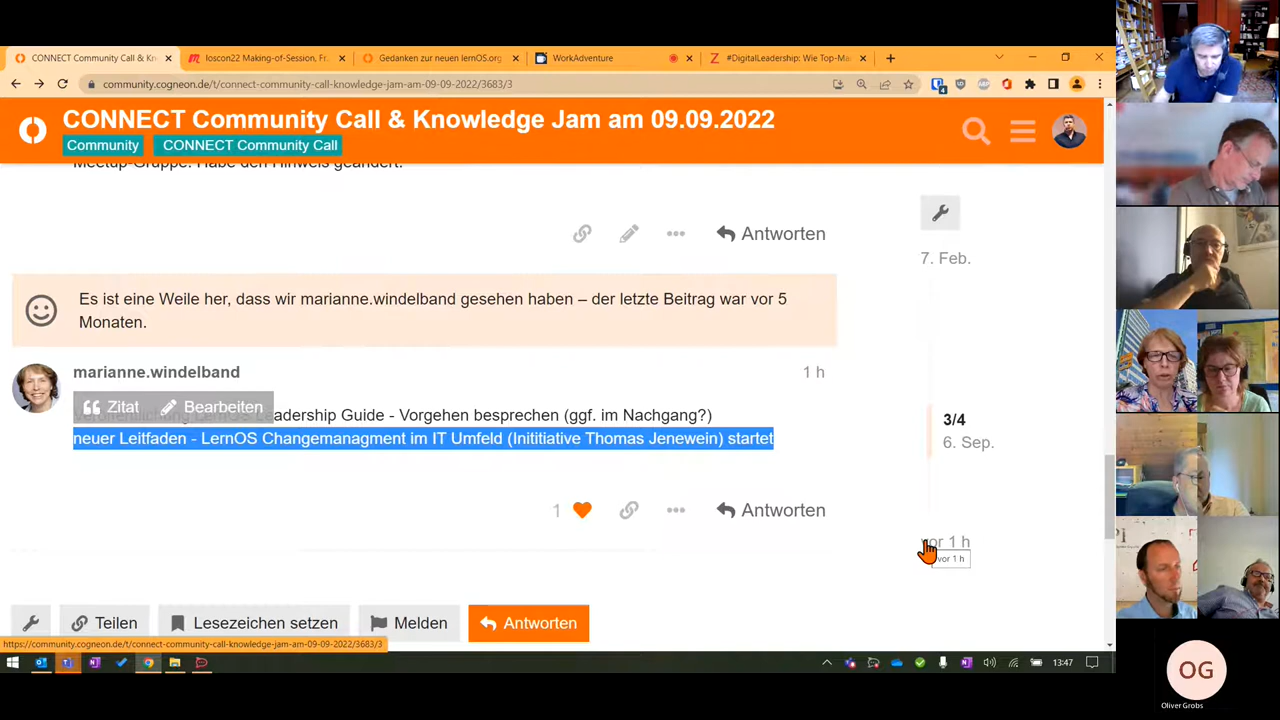 CONNECT Community Call & Kn
loscon22 Making-of-Session, Fr.
Gedanken zur neuen lernOS.org
WorkAdventure
#DigitalLeadership: Wie Top-Ma
community.cogneon.de/t/connect-community-call-knowledge-jam-am-09-09-2022/3683/3
CONNECT Community Call & Knowledge Jam am 09.09.2022
Community
CONNECT Community Call
Meetup-Gruppe. Habe den Hinweis geändert.
Antworten
7. Feb.
Es ist eine Weile her, dass wir marianne.windelband gesehen haben – der letzte Beitrag war vor 5
Monaten.
marianne.windelband
1 h
Zitat
Bearbeiten
eadership Guide - Vorgehen besprechen (ggf. im Nachgang?)
neuer Leitfaden - LernOS Changemanagment im IT Umfeld (Inititiative Thomas Jenewein) startet
3/4
6. Sep.
1
Antworten
vor 1 h
vor 1 h
Teilen
Lesezeichen setzen
Melden
Antworten
https://community.cogneon.de/t/connect-community-call-knowledge-jam-am-09-09-2022/3683/3
13:47
OG
Oliver Grobs